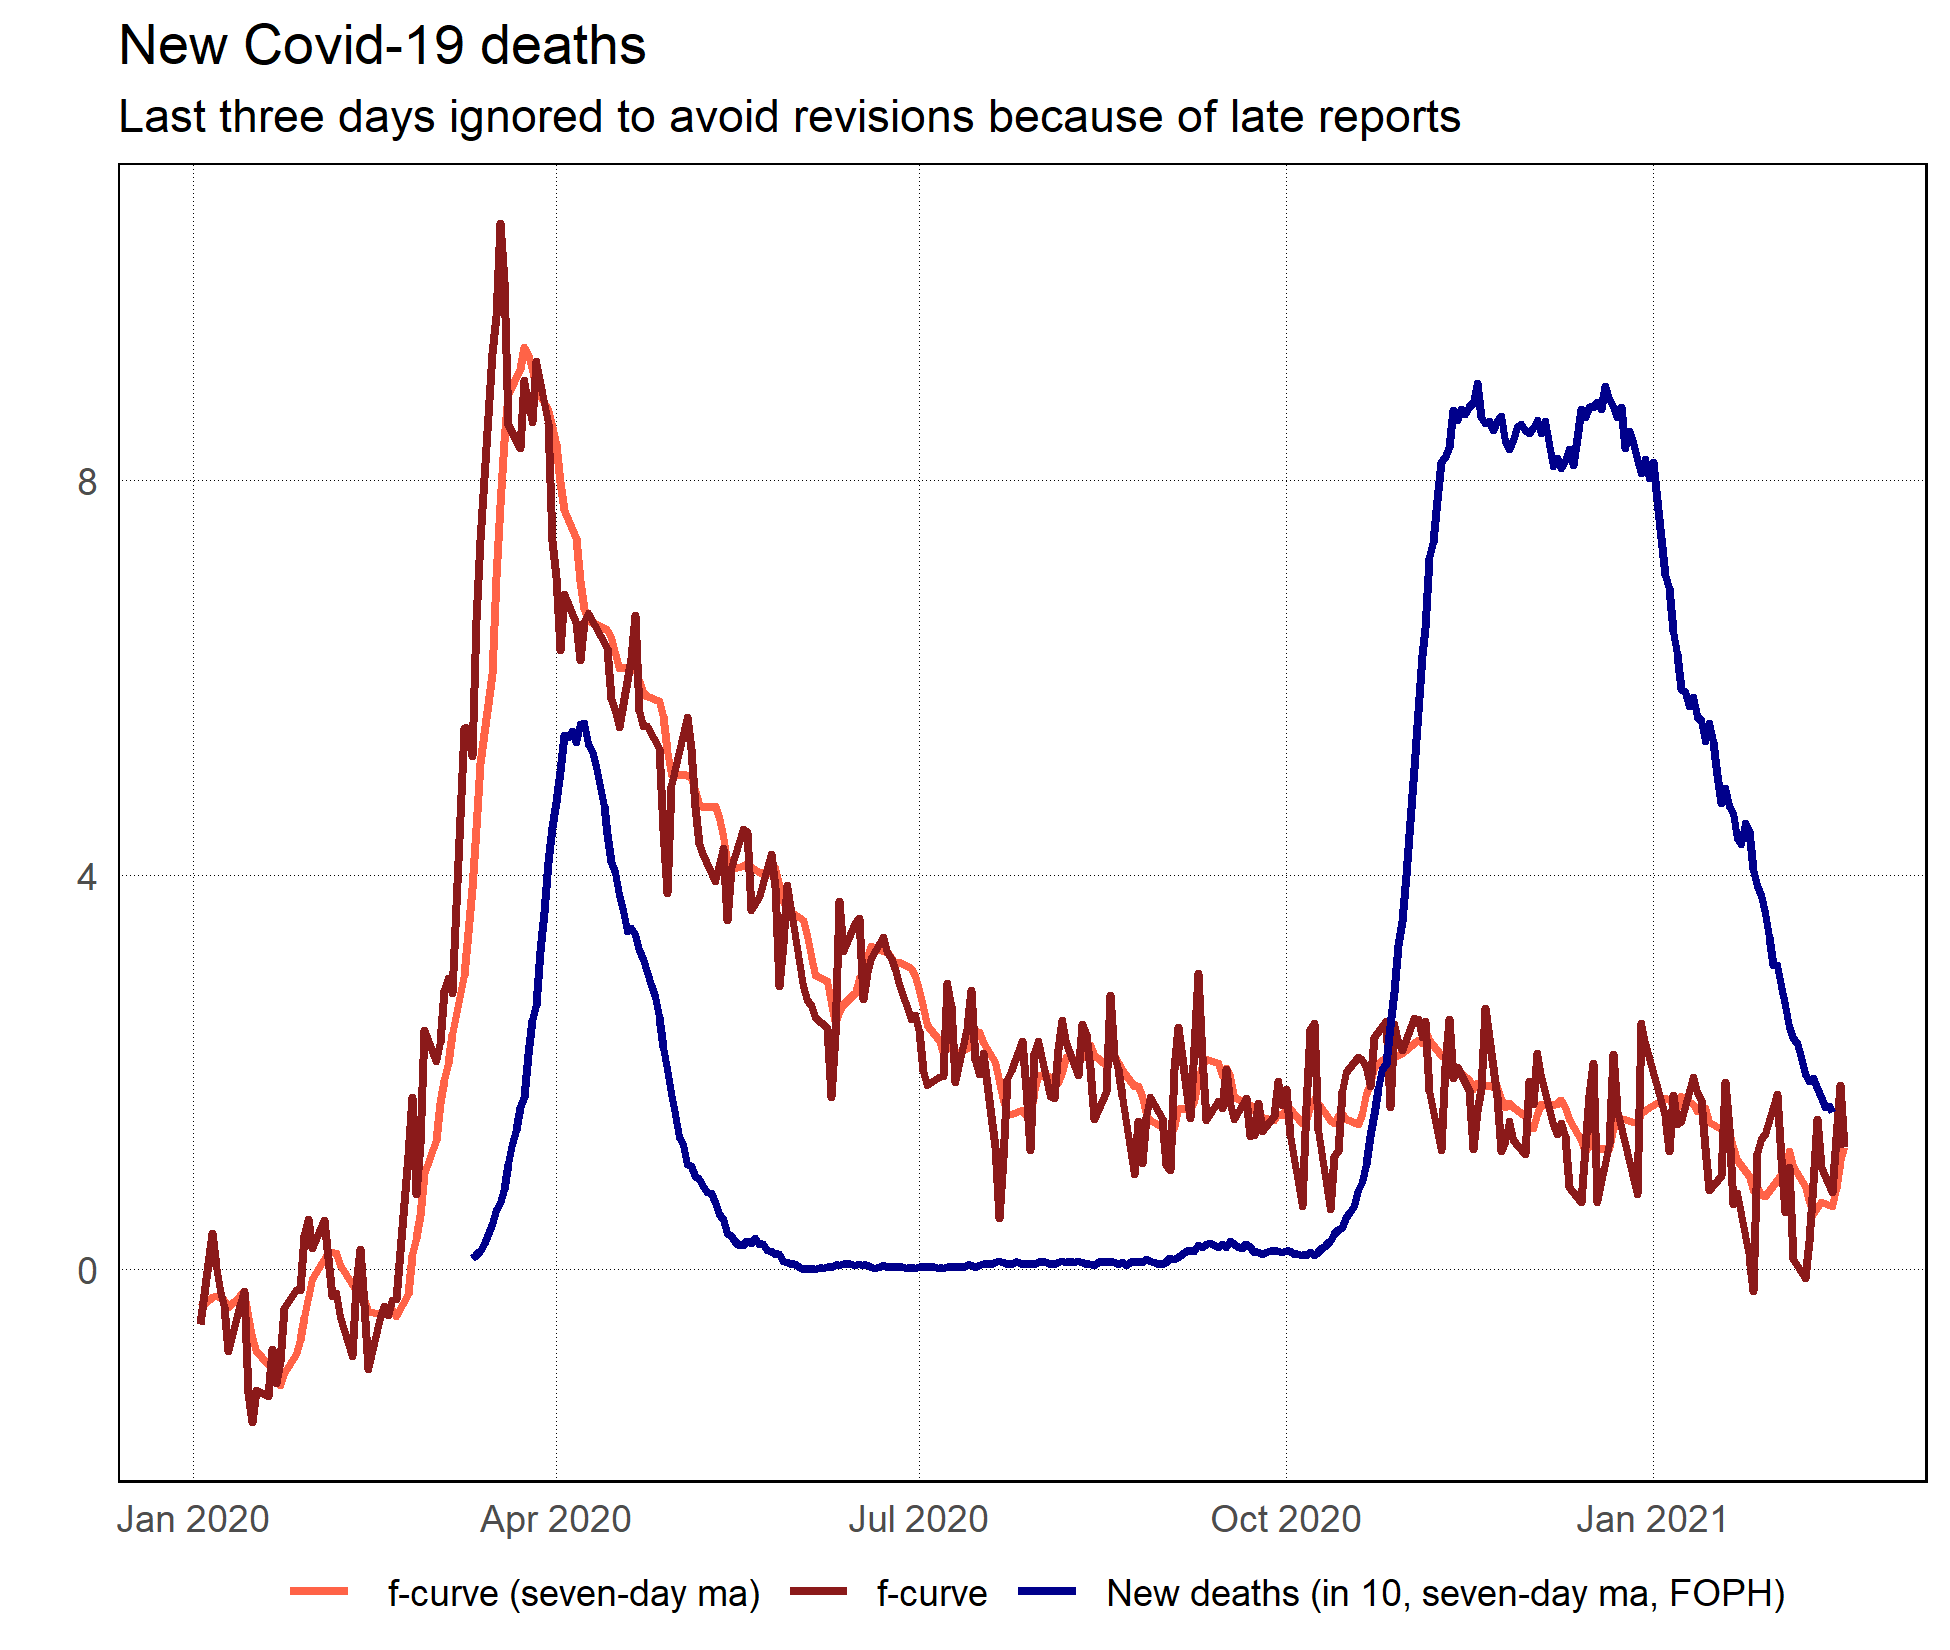 New Covid-19 deaths
Last three days ignored to avoid revisions because of late reports
8
4
0
Jan 2020 Apr 2020 Jul 2020 Oct 2020 Jan 2021
f-curve (seven-day ma) f-curve New deaths (in 10, seven-day ma, FOPH)